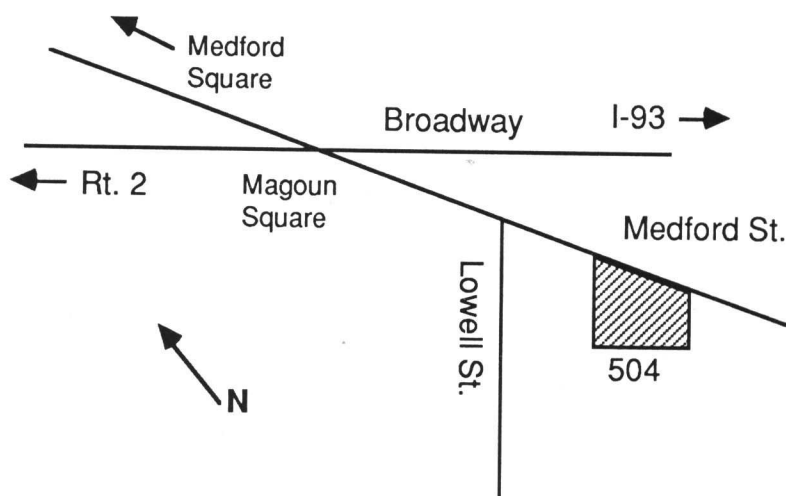 Medford
Square
Broadway
I-93
Rt. 2
Magoun
Square
Medford St.
Lowell St.
504
N